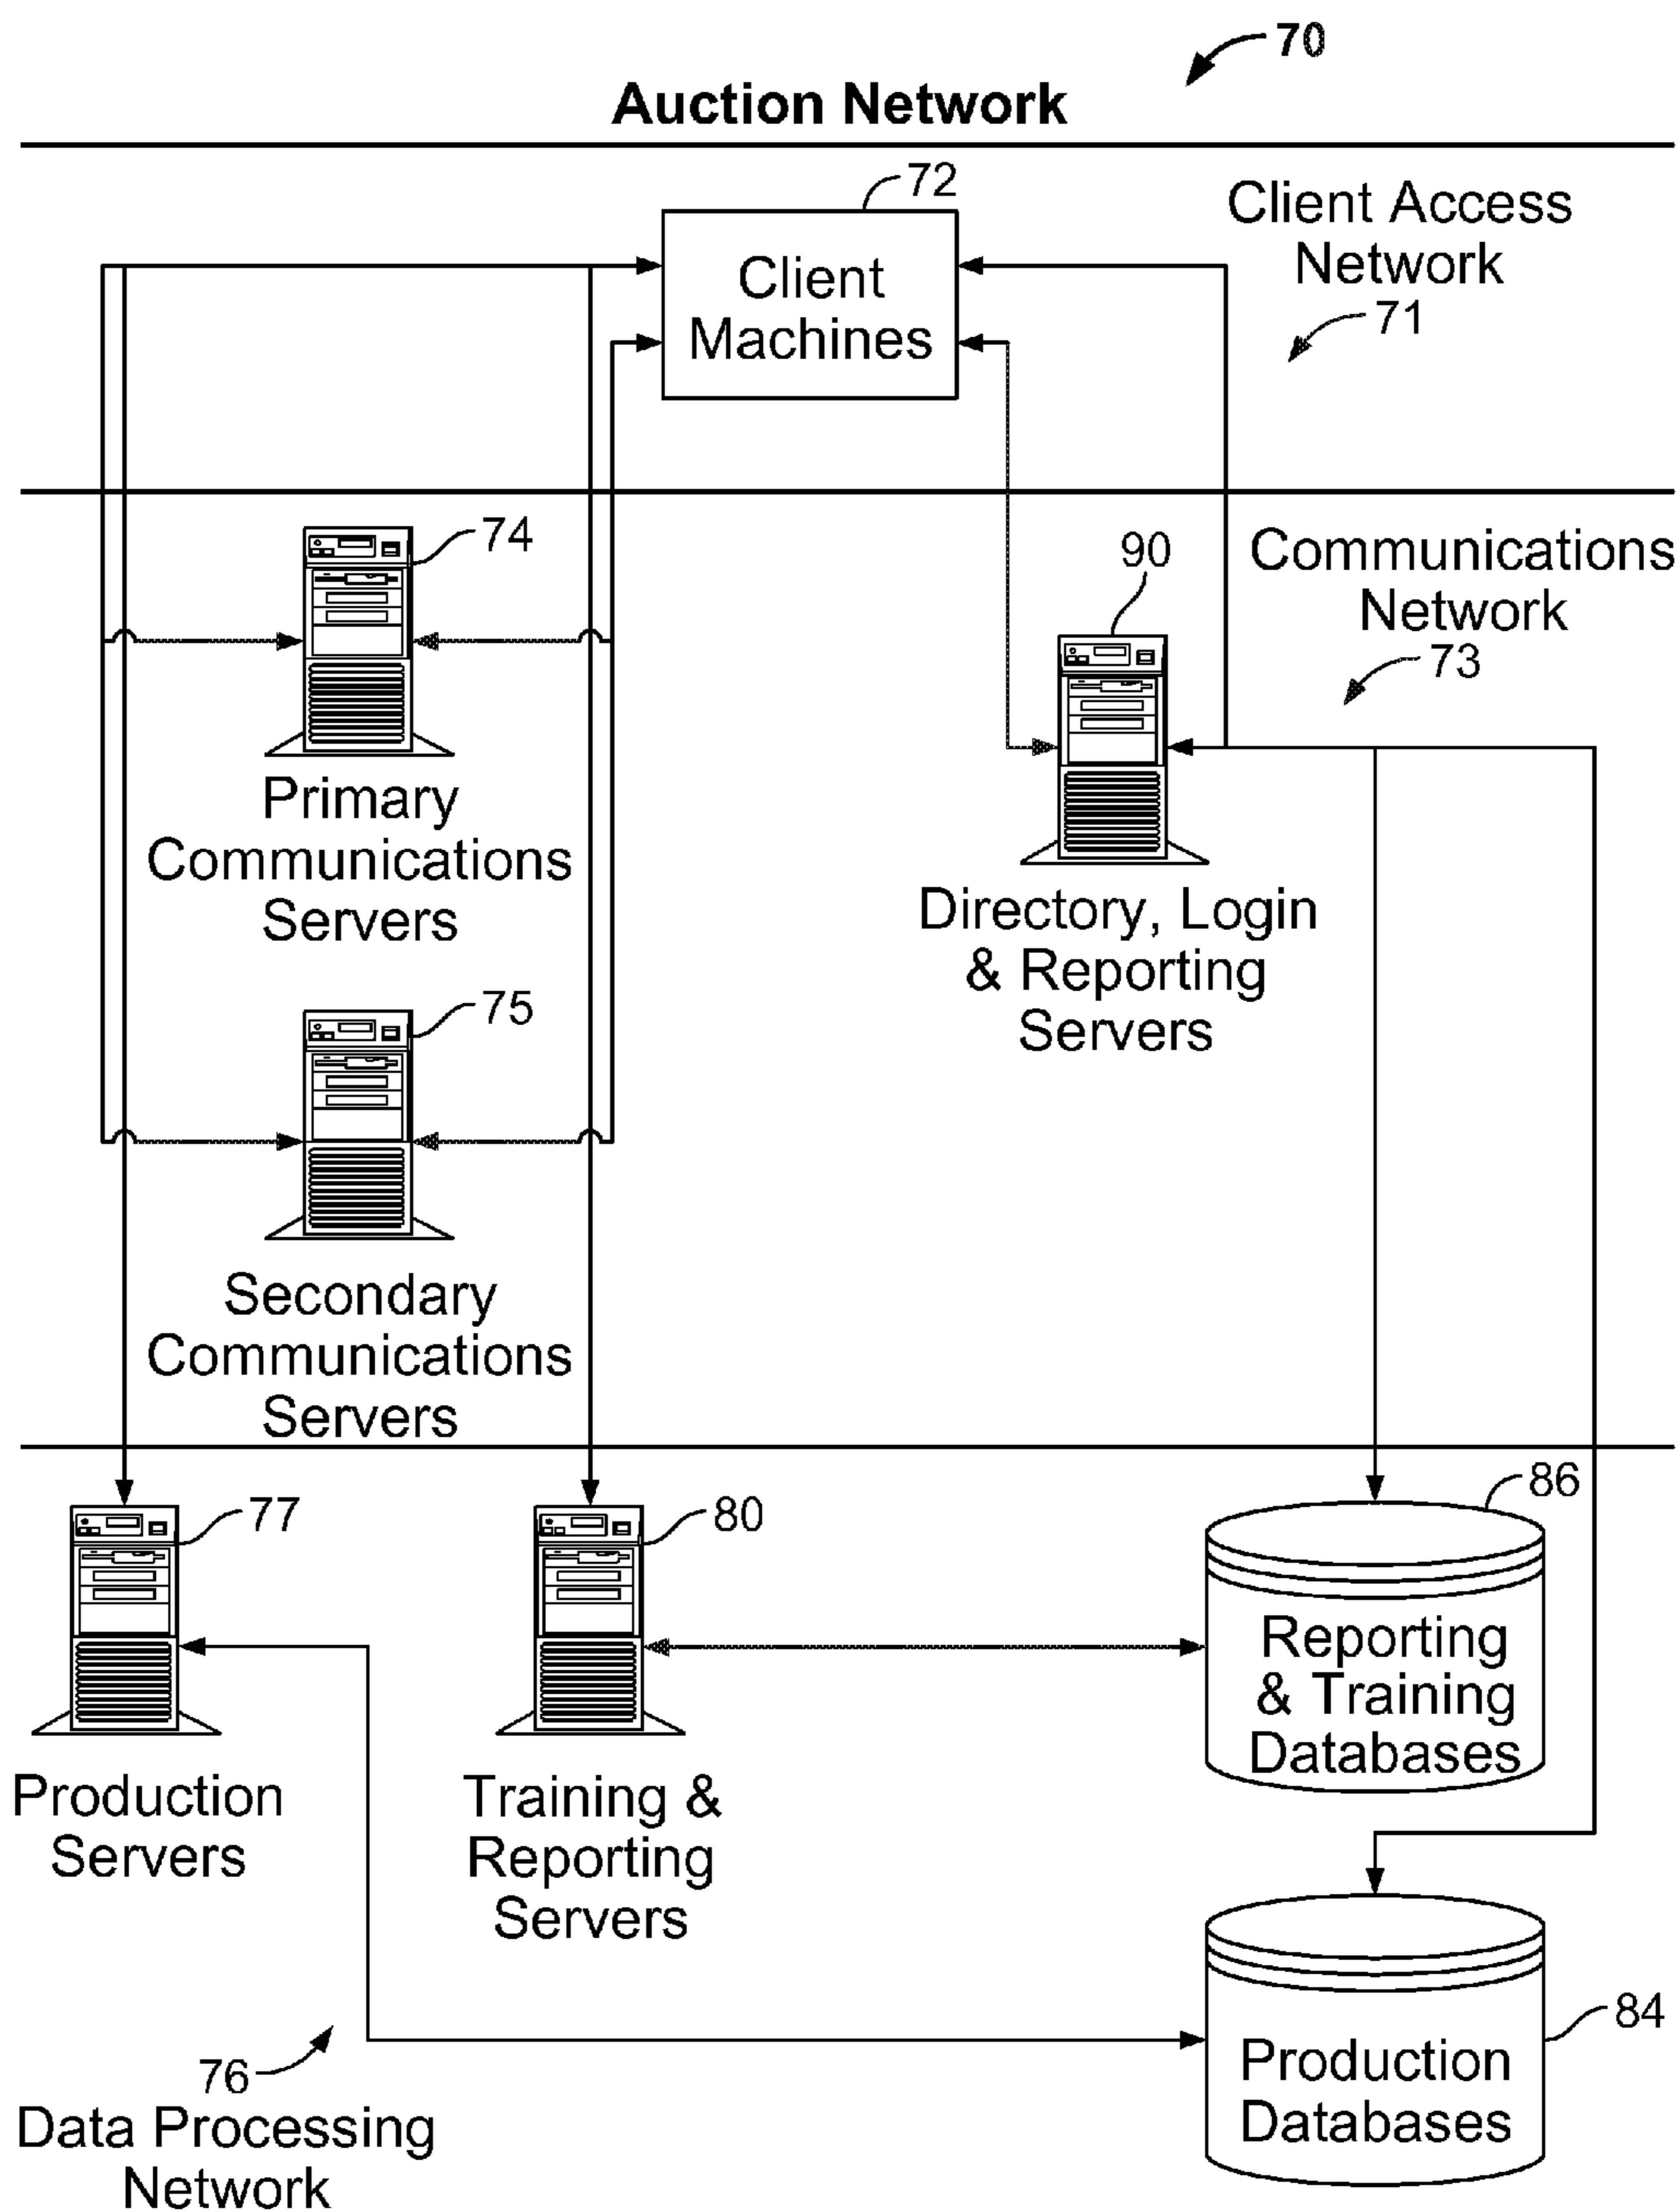 70
Auction Network
72
Client
Machines
Client Access
Network
71
74
90
Communications
Network
73
Primary
Communications
Servers
Directory, Login
& Reporting
Servers
75
Secondary
Communications
Servers
77
80
86
Reporting
& Training
Databases
Production
Servers
Training &
Reporting
Servers
84
Production
Databases
76
Data Processing
Network